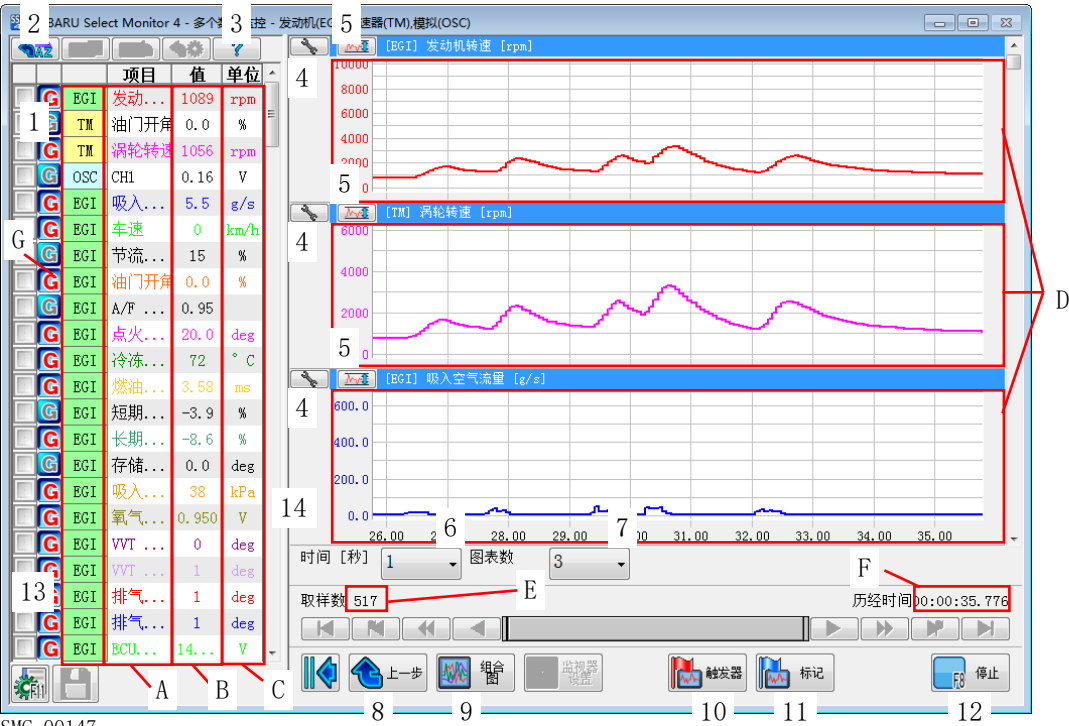 BARU Select Monitor 4 - 多个 监控 - 发动机(EG 速器(TM),模拟(OSC)
2
3
5
项目 值 单位
EGI 发动... 1089 rpm
TM 油门开角 0.0 %
TM 涡轮转速 1056 rpm
OSC CH1 0.16 V
EGI 吸入... 5.5 g/s
EGI 车速 0 km/h
EGI 节流... 15 %
EGI 油门开角 0.0 %
EGI A/F ... 0.95
EGI 点火... 20.0 deg
EGI 冷冻... 72 °C
EGI 燃油... 3.58 ms
EGI 短期... -3.9 %
EGI 长期... -8.6 %
EGI 存储... 0.0 deg
EGI 吸入... 38 kPa
EGI 氧气... 0.950 V
EGI VVT ... 0 deg
EGI VVT ... 1 deg
EGI 排气... 1 deg
EGI 排气... 1 deg
EGI ECU... 14... V
1
G
13
14
A
B
C
[EGI] 发动机转速 [rpm]
4
10000
8000
6000
4000
2000
0
5
[TM] 涡轮转速 [rpm]
4
6000
4000
2000
0
5
[EGI] 吸入空气流量 [g/s]
4
600.0
400.0
200.0
0.0
D
26.00 28.00 29.00 31.00 32.00 33.00 34.00 35.00
6
7
时间 [秒] 1 图表数 3
取样数 517
E
F
历经时间 00:00:35.776
F11
上一步
组合图
监视器设置
触发器
标记
F8 停止
8
9
10
11
12
SMG-00147